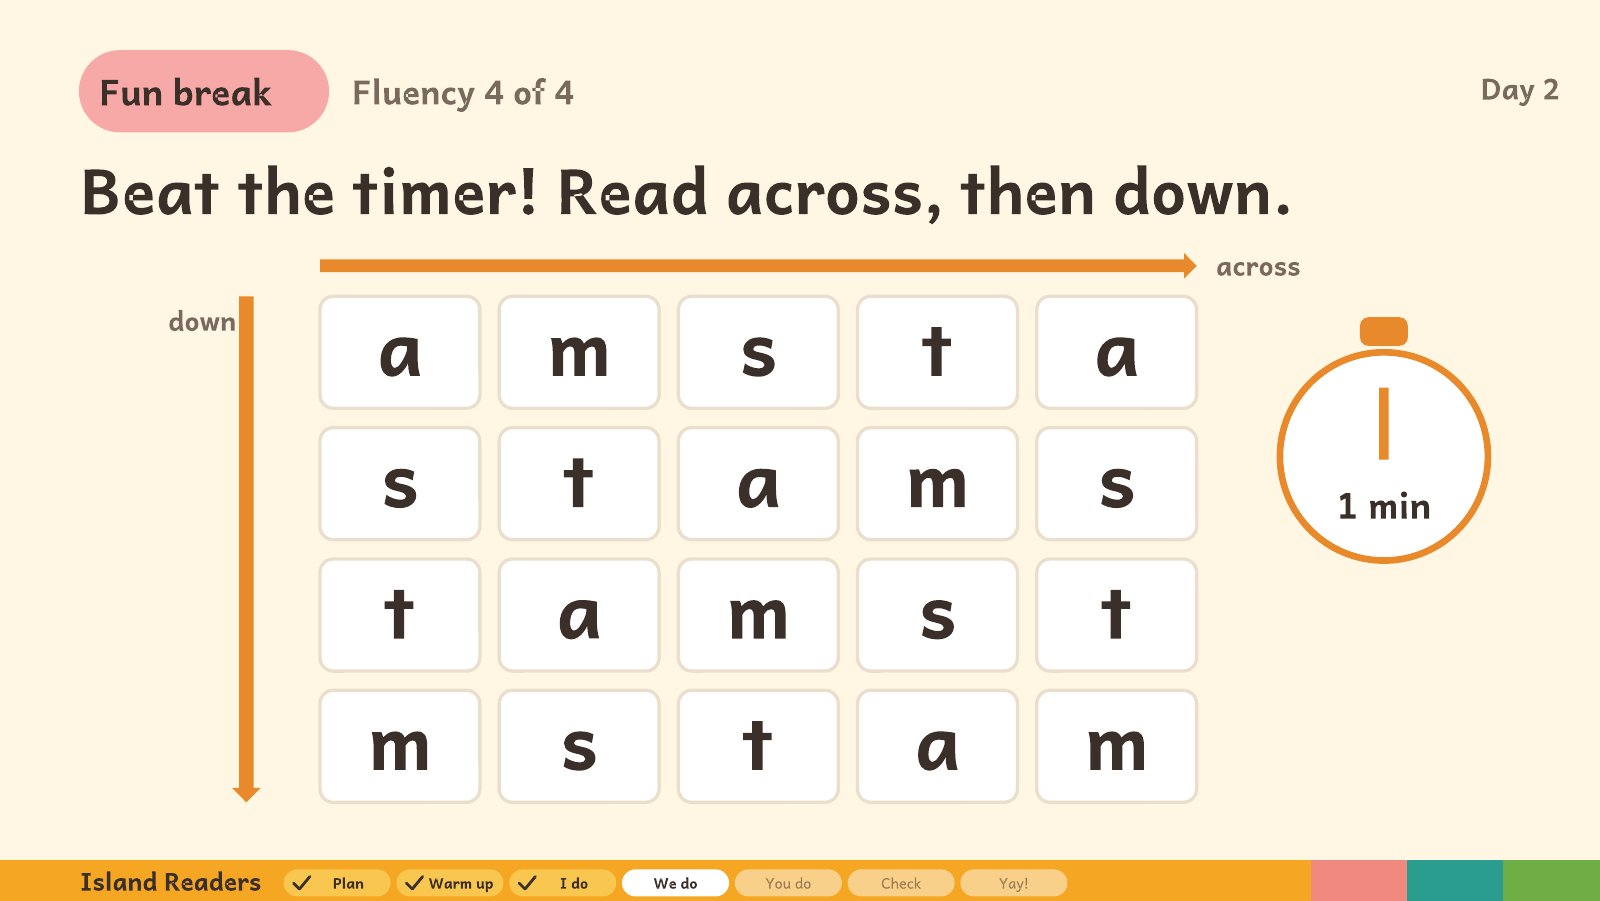 Fun break
Fluency 4 of 4
Day 2
Beat the timer! Read across, then down.
across
down
a m s t a
s t a m s
t a m s t
m s t a m
1 min
Island Readers
Plan
Warm up
I do
We do
You do
Check
Yay!